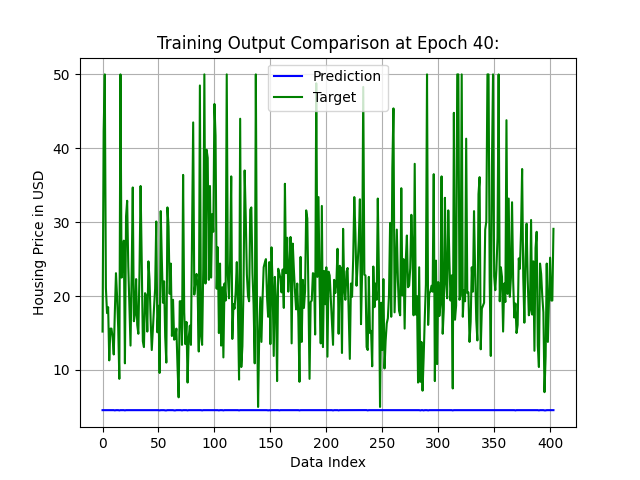 Training Output Comparison at Epoch 40:
Prediction
Target
50
40
30
20
10
Housing Price in USD
0 50 100 150 200 250 300 350 400
Data Index